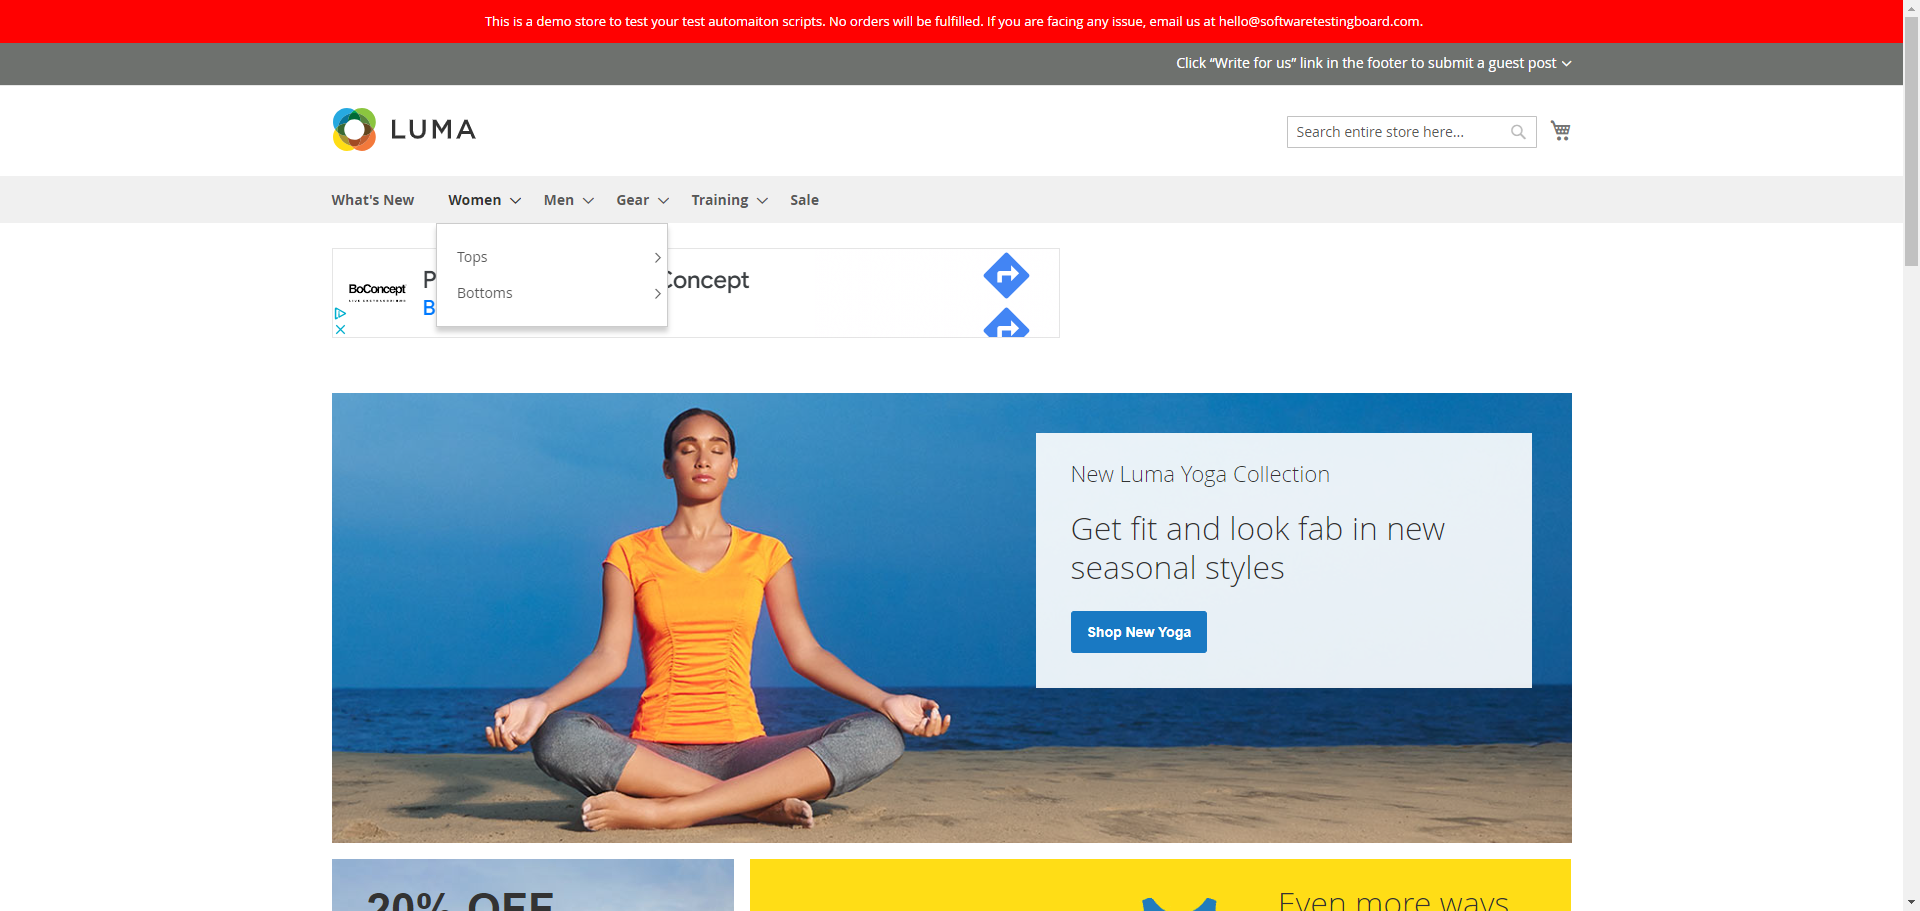 This is a demo store to test your test automaiton scripts. No orders will be fulfilled. If you are facing any issue, email us at hello@softwaretestingboard.com.
Click “Write for us” link in the footer to submit a guest post
LUMA
Search entire store here...
What's New Women Men Gear Training Sale
Tops
Bottoms
BoConcept
P
B
New Luma Yoga Collection
Get fit and look fab in new
seasonal styles
Shop New Yoga
20% OFF
Even more ways